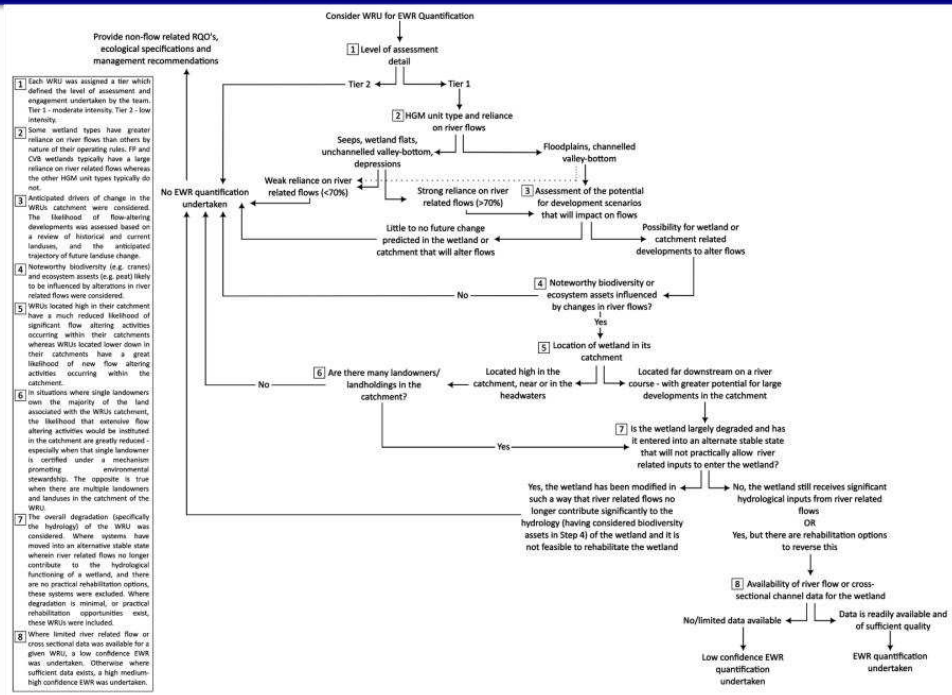 Consider WRU for EWR Quantification
Provide non-flow related RQO's,
ecological specifications and
management recommendations
1 Level of assessment
detail
Tier 2
Tier 1
2 HGM unit type and reliance
on river flows
Seeps, wetland flats,
unchannelled valley-bottom,
depressions
Floodplains, channelled
valley-bottom
Weak reliance on river
related flows (<70%)
Strong reliance on river
related flows (>70%)
3 Assessment of the potential
for development scenarios
that will impact on flows
No EWR quantification
undertaken
Little to no future change
predicted in the wetland or
catchment that will alter flows
Possibility for wetland or
catchment related
developments to alter flows
4 Noteworthy biodiversity or
ecosystem assets influenced
by changes in river flows?
No
Yes
5 Location of wetland in its
catchment
6 Are there many landowners/
landholdings in the
catchment?
Located high in the
catchment, near or in the
headwaters
Located far downstream on a river
course - with greater potential for large
developments in the catchment
No
Yes
7 Is the wetland largely degraded and has
it entered into an alternate stable state
that will not practically allow river
related inputs to enter the wetland?
Yes, the wetland has been modified in
such a way that river related flows no
longer contribute significantly to the
hydrology (having considered biodiversity
assets in Step 4) of the wetland and it is
not feasible to rehabilitate the wetland
No, the wetland still receives significant
hydrological inputs from river related
flows
OR
Yes, but there are rehabilitation options
to reverse this
8 Availability of river flow or cross-
sectional channel data for the wetland
No/limited data available
Data is readily available and
of sufficient quality
Low confidence EWR
quantification
undertaken
EWR quantification
undertaken
1 Each WRU was assigned a tier which
defined the level of assessment and
engagement undertaken by the team.
Tier 1 - moderate intensity. Tier 2 - low
intensity.
2 Some wetland types have greater
reliance on river flows than others by
nature of their operating rules. FP and
CVB wetlands typically have a large
reliance on river related flows whereas
the other HGM unit types typically do
not.
3 Anticipated drivers of change in the
WRUs catchment were considered.
The likelihood of flow-altering
developments was assessed based on
a review of historical and current
landuses, and the anticipated
trajectory of future landuse change.
4 Noteworthy biodiversity (e.g. cranes)
and ecosystem assests (e.g. peat) likely
to be influenced by alterations in river
related flows were considered.
5 WRUs located high in their catchment
have a much reduced likelihood of
significant flow altering activities
occurring within their catchments
whereas WRUs located lower down in
their catchments have a great
likelihood of new flow altering
activities occurring within the
catchment.
6 In situations where single landowners
own the majority of the land
associated with the WRUs catchment,
the likelihood that extensive flow
altering activities would be instituted
in the catchment are greatly reduced -
especially when that single landowner
is certified under a mechanism
promoting environmental
stewardship. The opposite is true
when there are multiple landowners
and landuses in the catchment of the
WRU.
7 The overall degradation (specifically
the hydrology) of the WRU was
considered. Where systems have
moved into an alternative stable state
wherein river related flows no longer
contribute to the hydrological
functioning of a wetland, and there
are no practical rehabilitation options,
these systems were excluded. Where
degradation is minimal, or practical
rehabilitation opportunities exist,
these WRUs were included.
8 Where limited river related flow or
cross sectional data was available for a
given WRU, a low confidence EWR
was undertaken. Otherwise where
sufficient data exists, a high medium-
high confidence EWR was undertaken.